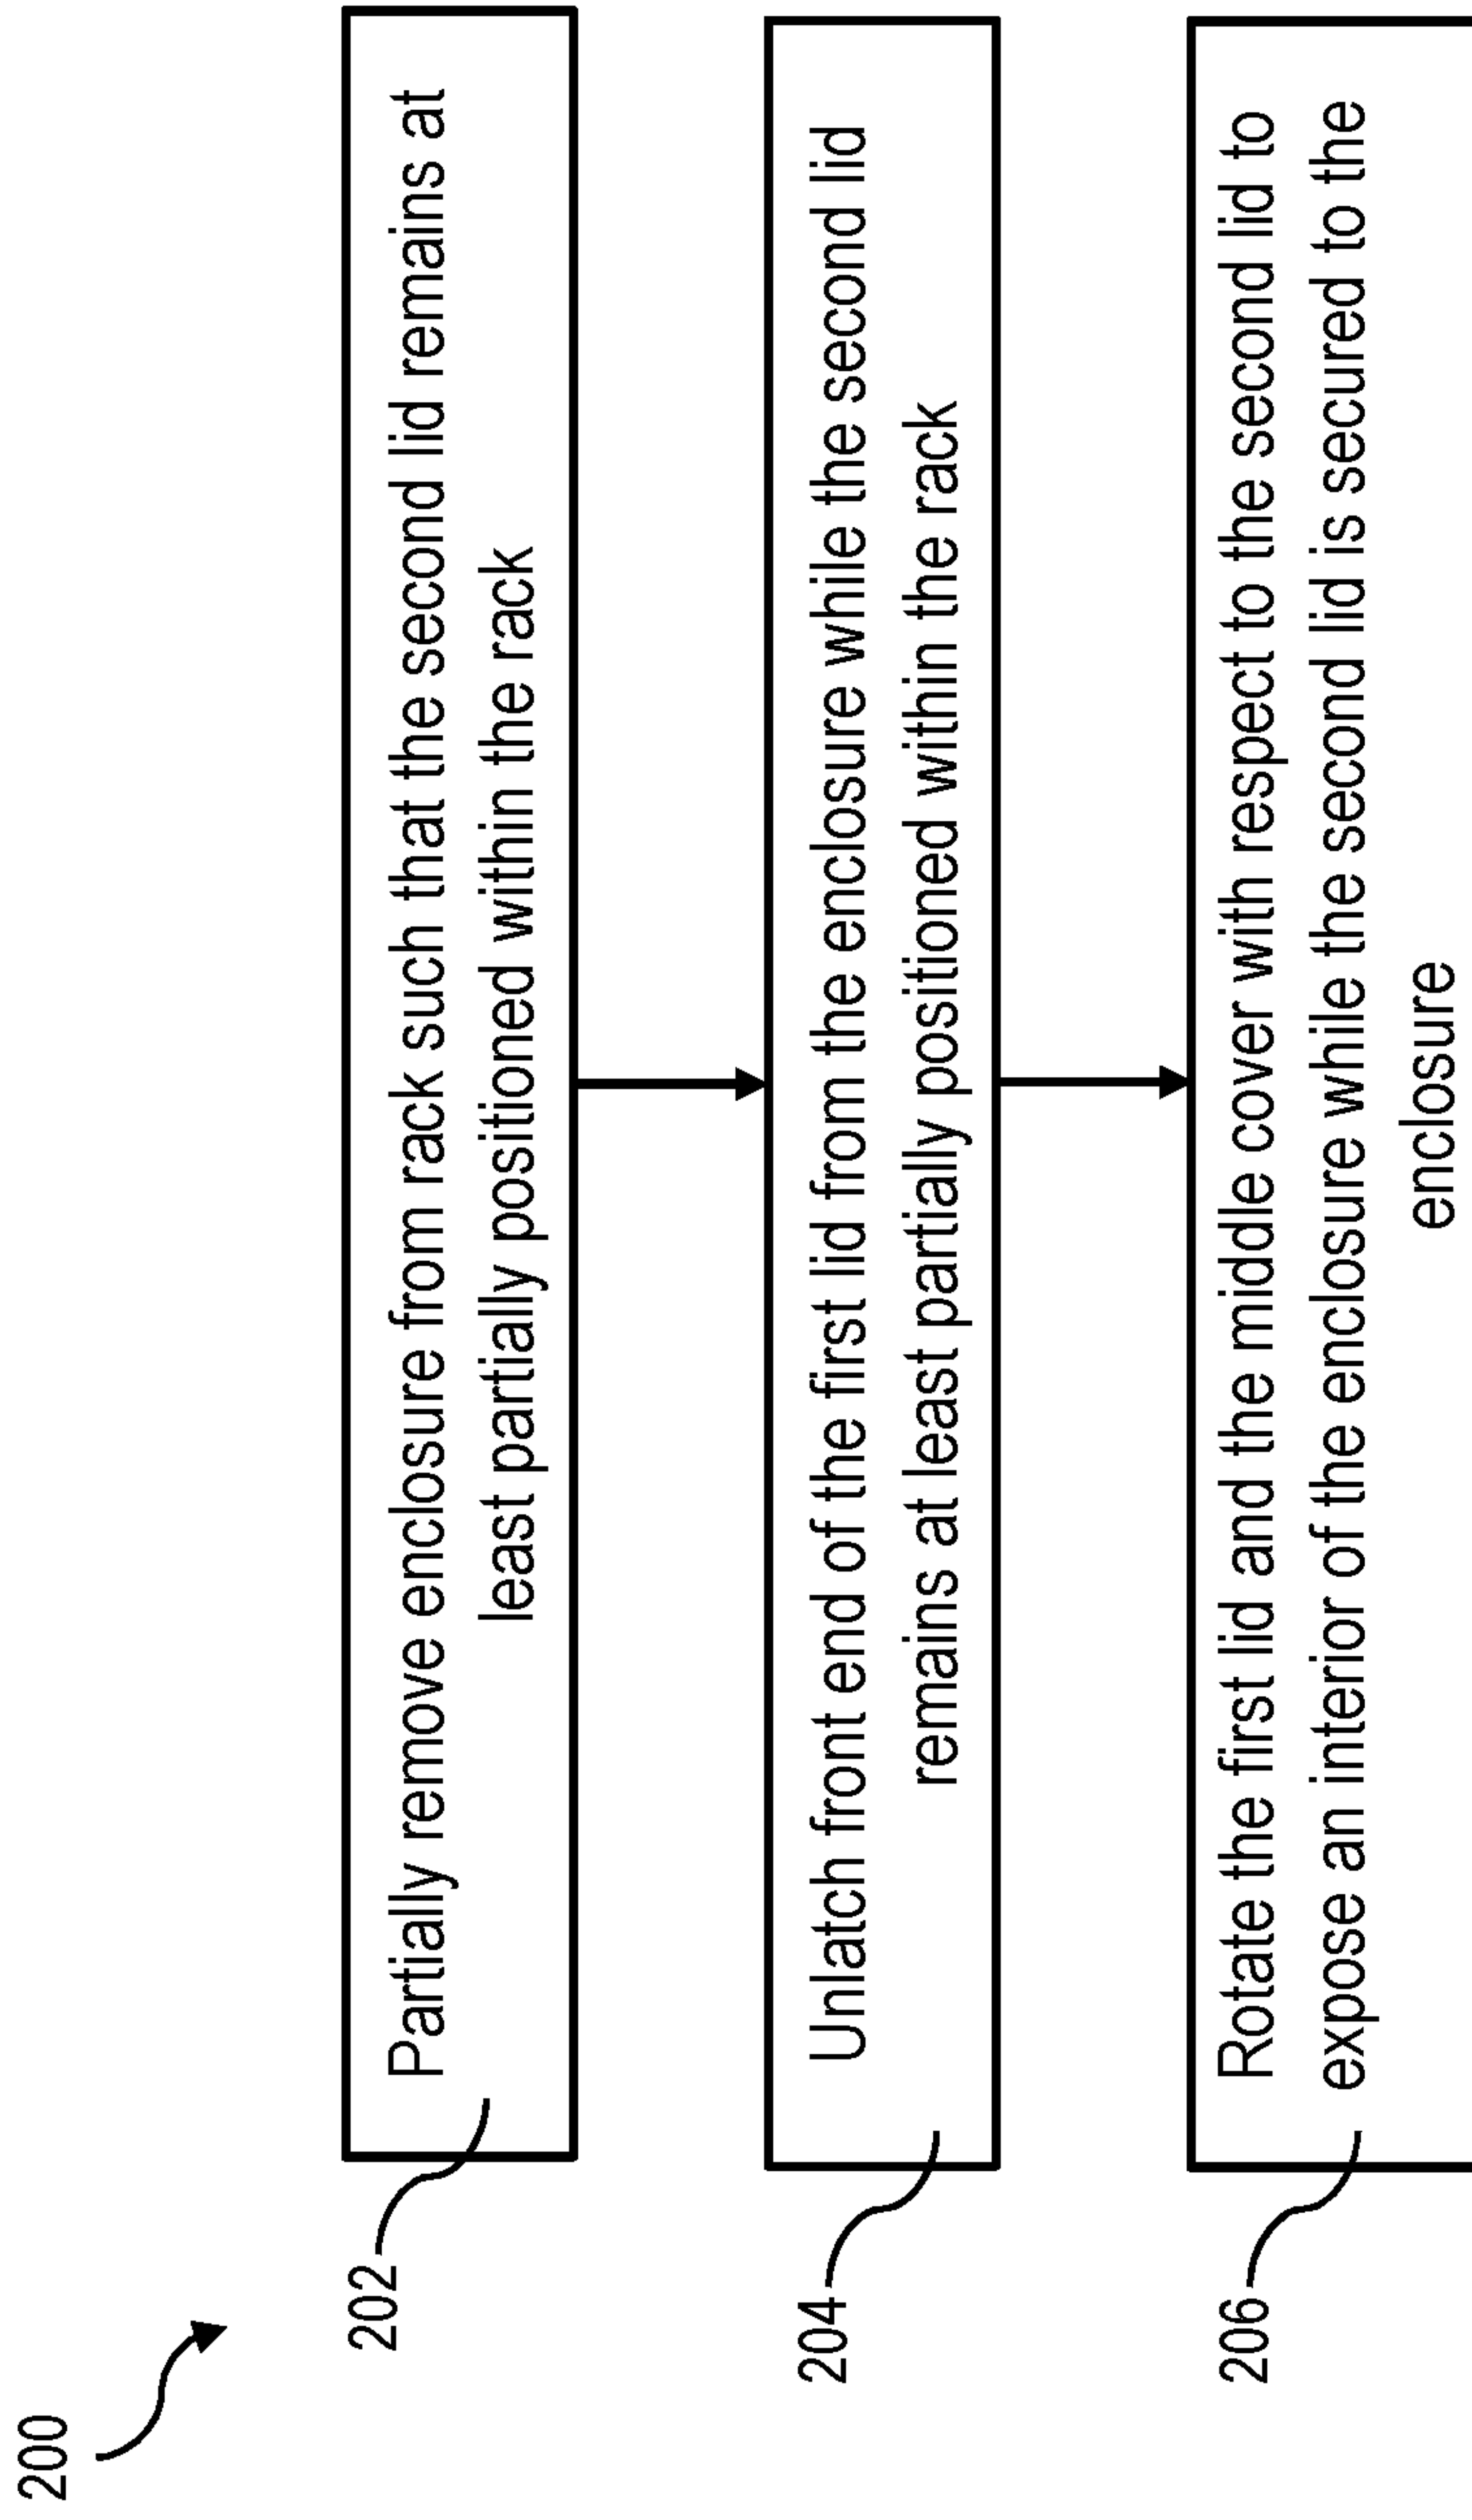 200
202
Partially remove enclosure from rack such that the second lid remains at
least partially positioned within the rack
204
Unlatch front end of the first lid from the enclosure while the second lid
remains at least partially positioned within the rack
206
Rotate the first lid and the middle cover with respect to the second lid to
expose an interior of the enclosure while the second lid is secured to the
enclosure